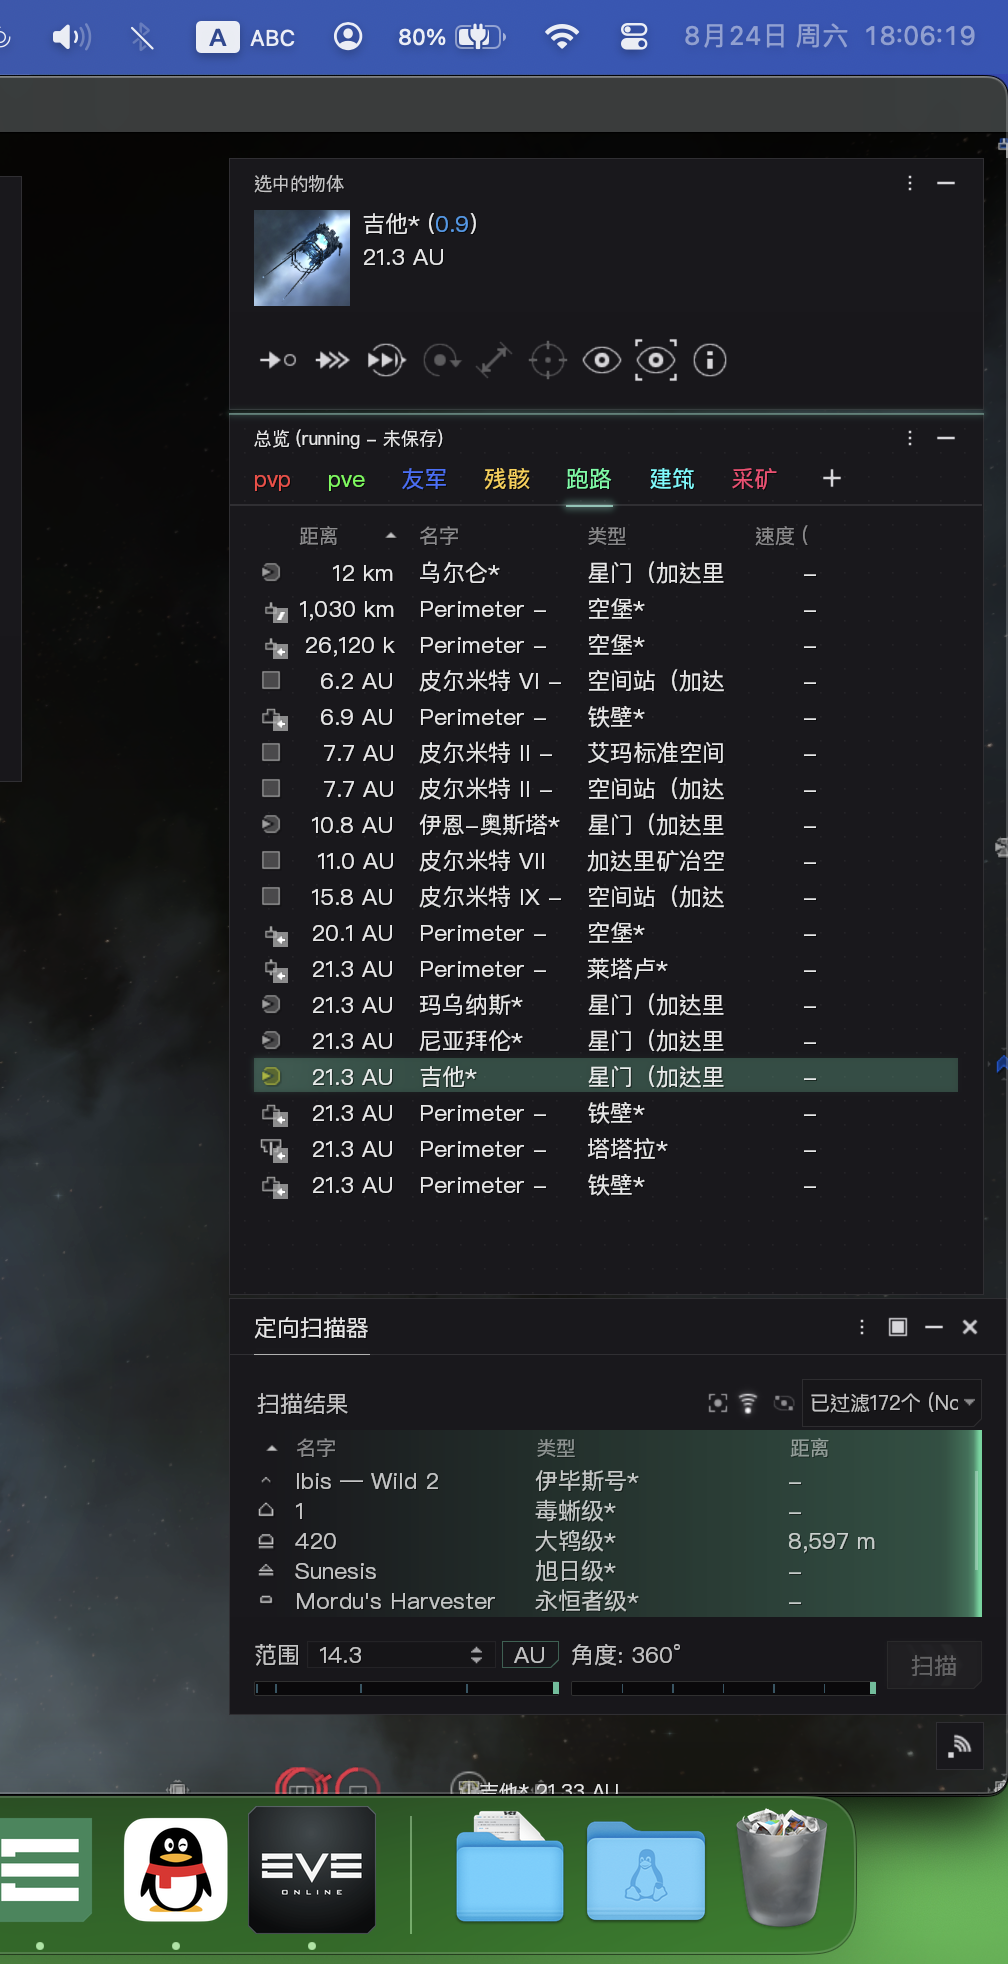 A ABC 80% 8月24日 周六 18:06:19
选中的物体
吉他* (0.9)
21.3 AU
总览 (running - 未保存)
pvp pve 友军 残骸 跑路 建筑 采矿 +
距离 名字 类型 速度 (
12 km 乌尔仑* 星门（加达里 –
1,030 km Perimeter – 空堡* –
26,120 k Perimeter – 空堡* –
6.2 AU 皮尔米特 VI – 空间站（加达 –
6.9 AU Perimeter – 铁壁* –
7.7 AU 皮尔米特 II – 艾玛标准空间 –
7.7 AU 皮尔米特 II – 空间站（加达 –
10.8 AU 伊恩-奥斯塔* 星门（加达里 –
11.0 AU 皮尔米特 VII 加达里矿冶空 –
15.8 AU 皮尔米特 IX – 空间站（加达 –
20.1 AU Perimeter – 空堡* –
21.3 AU Perimeter – 莱塔卢* –
21.3 AU 玛乌纳斯* 星门（加达里 –
21.3 AU 尼亚拜伦* 星门（加达里 –
21.3 AU 吉他* 星门（加达里 –
21.3 AU Perimeter – 铁壁* –
21.3 AU Perimeter – 塔塔拉* –
21.3 AU Perimeter – 铁壁* –
定向扫描器
扫描结果 已过滤172个 (Nc
名字 类型 距离
Ibis — Wild 2 伊毕斯号* –
1 毒蜥级* –
420 大鸨级* 8,597 m
Sunesis 旭日级* –
Mordu's Harvester 永恒者级* –
范围 14.3 AU 角度: 360° 扫描
吉他* 21.33 AU
EVE
ONLINE